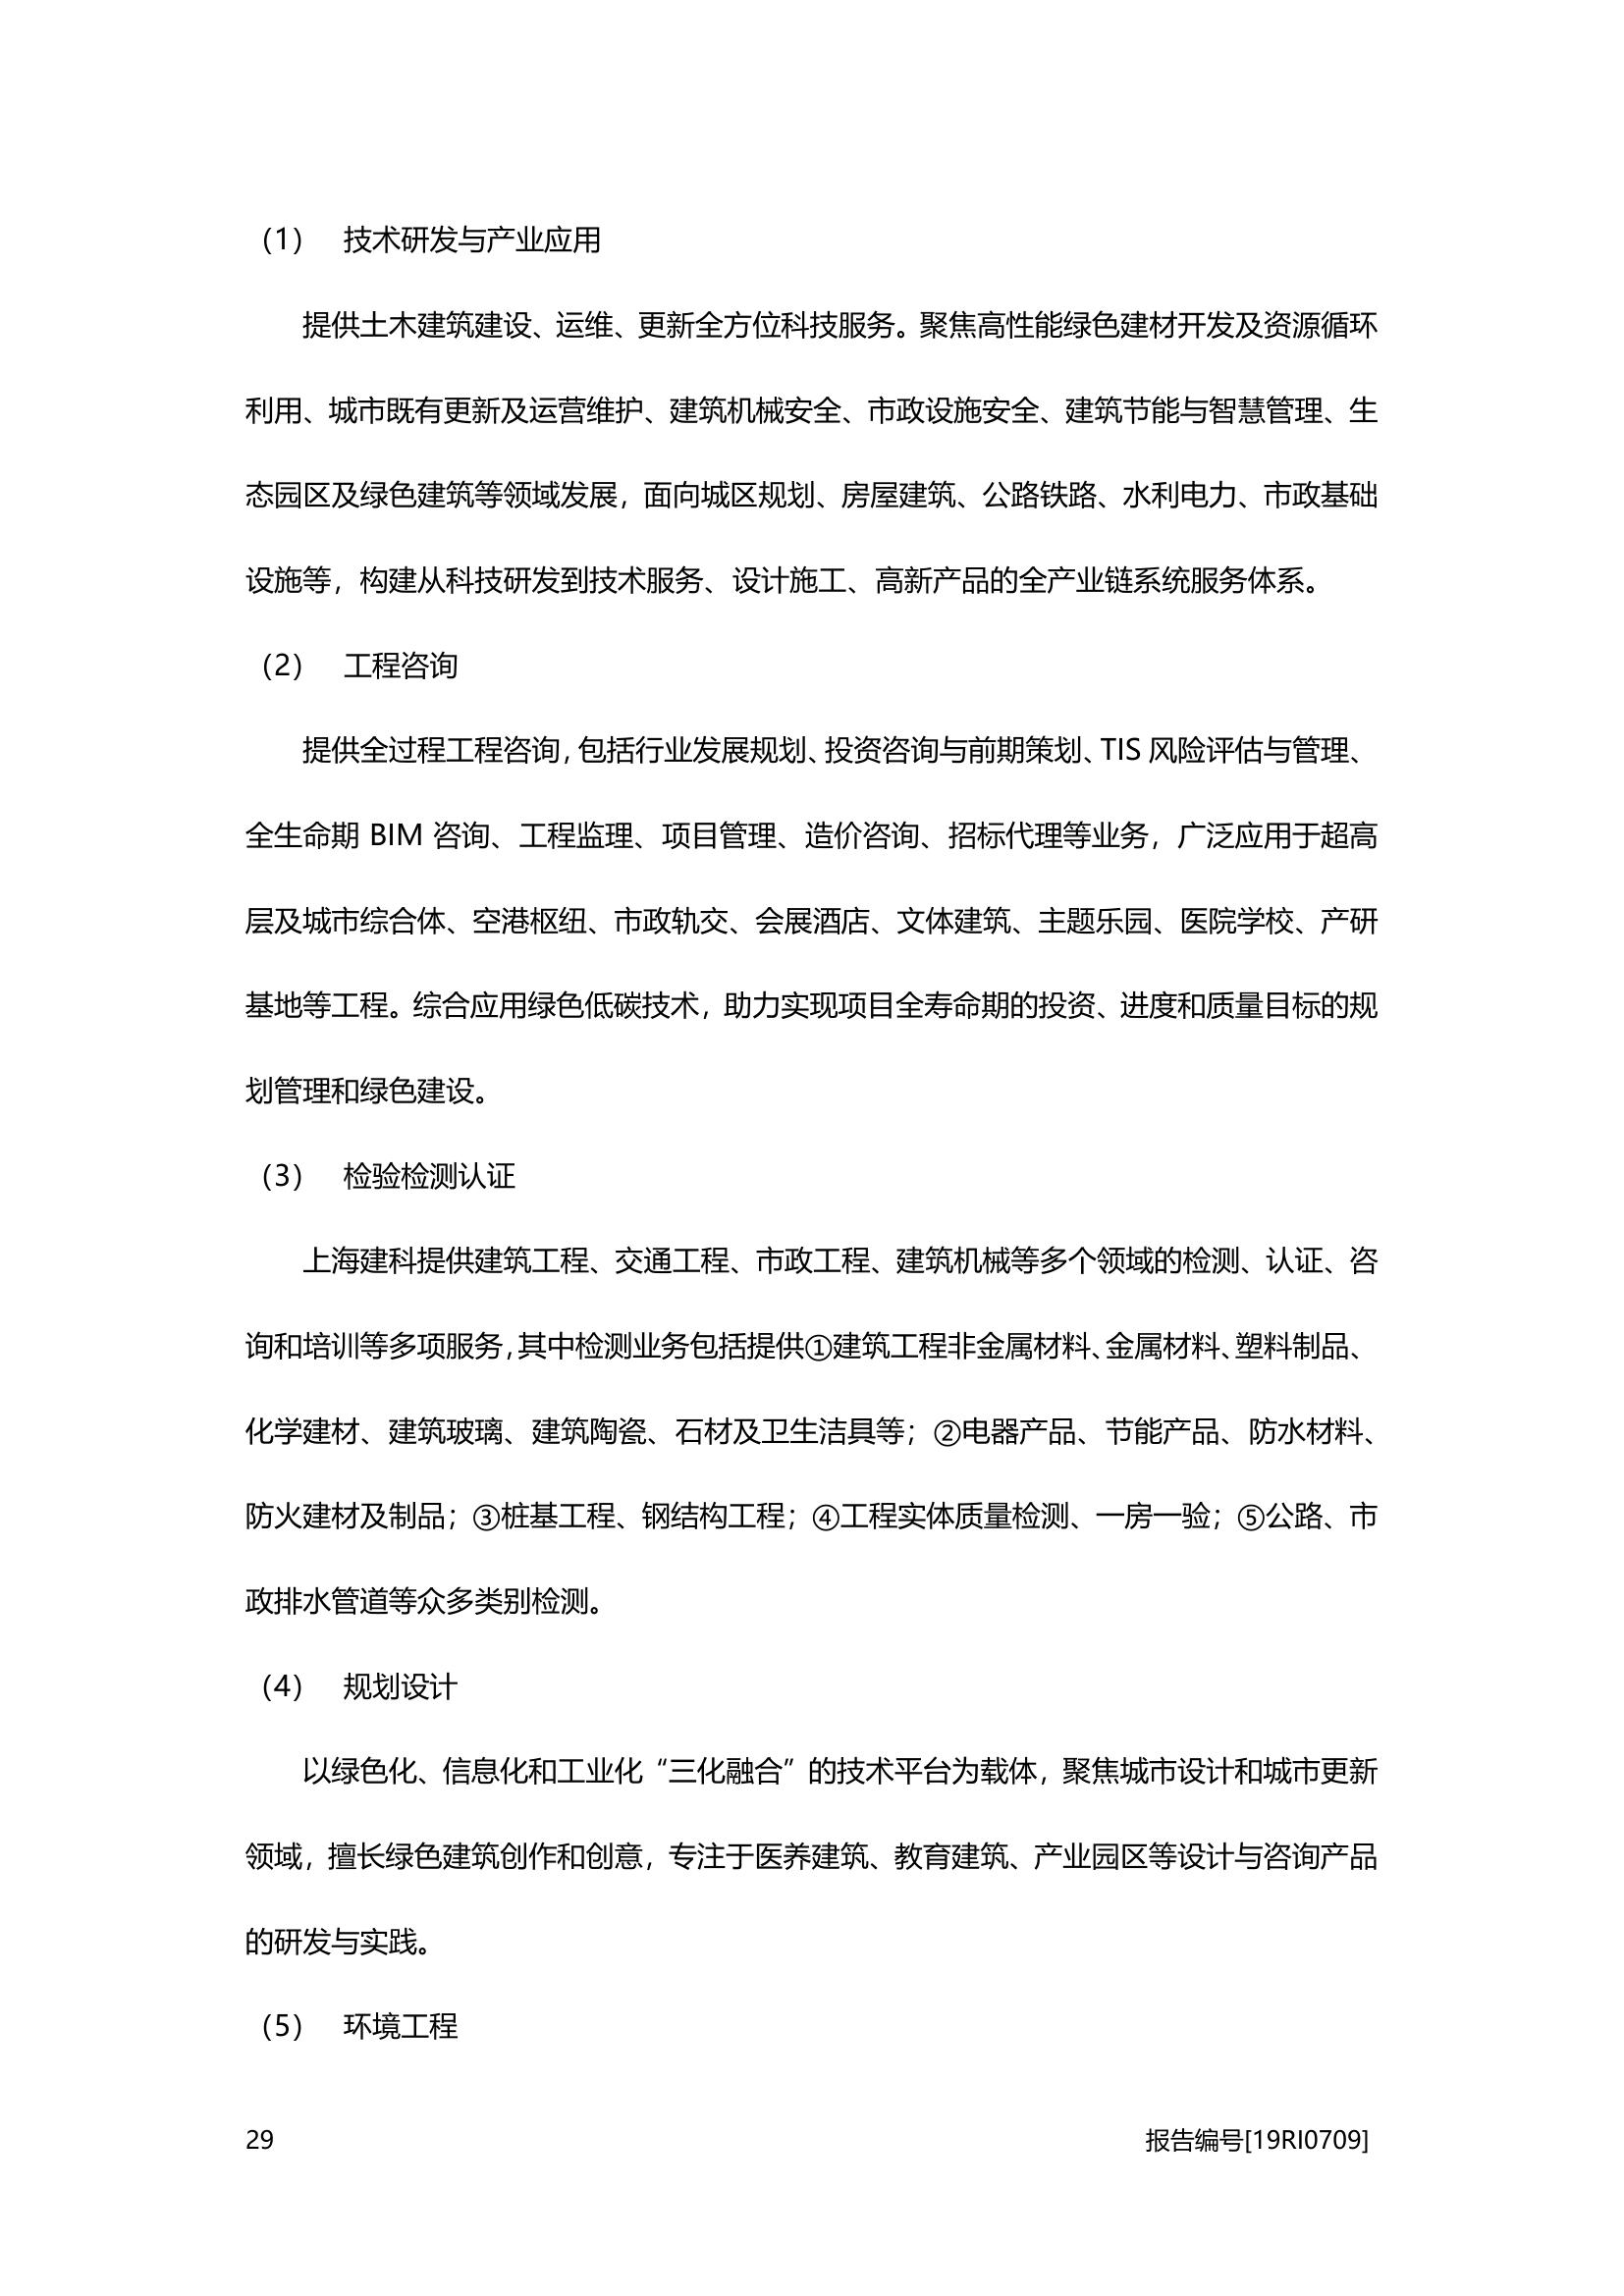 （1） 技术研发与产业应用
提供土木建筑建设、运维、更新全方位科技服务。聚焦高性能绿色建材开发及资源循环
利用、城市既有更新及运营维护、建筑机械安全、市政设施安全、建筑节能与智慧管理、生
态园区及绿色建筑等领域发展，面向城区规划、房屋建筑、公路铁路、水利电力、市政基础
设施等，构建从科技研发到技术服务、设计施工、高新产品的全产业链系统服务体系。
（2） 工程咨询
提供全过程工程咨询，包括行业发展规划、投资咨询与前期策划、TIS 风险评估与管理、
全生命期 BIM 咨询、工程监理、项目管理、造价咨询、招标代理等业务，广泛应用于超高
层及城市综合体、空港枢纽、市政轨交、会展酒店、文体建筑、主题乐园、医院学校、产研
基地等工程。综合应用绿色低碳技术，助力实现项目全寿命期的投资、进度和质量目标的规
划管理和绿色建设。
（3） 检验检测认证
上海建科提供建筑工程、交通工程、市政工程、建筑机械等多个领域的检测、认证、咨
询和培训等多项服务，其中检测业务包括提供①建筑工程非金属材料、金属材料、塑料制品、
化学建材、建筑玻璃、建筑陶瓷、石材及卫生洁具等；②电器产品、节能产品、防水材料、
防火建材及制品；③桩基工程、钢结构工程；④工程实体质量检测、一房一验；⑤公路、市
政排水管道等众多类别检测。
（4） 规划设计
以绿色化、信息化和工业化“三化融合”的技术平台为载体，聚焦城市设计和城市更新
领域，擅长绿色建筑创作和创意，专注于医养建筑、教育建筑、产业园区等设计与咨询产品
的研发与实践。
（5） 环境工程
29 报告编号[19RI0709]